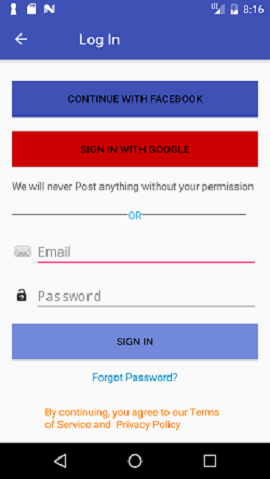 8:16
Log In
CONTINUE WITH FACEBOOK
SIGN IN WITH GOOGLE
We will never Post anything without your permission
OR
Email
Password
SIGN IN
Forgot Password?
By continuing, you agree to our Terms
of Service and Privacy Policy